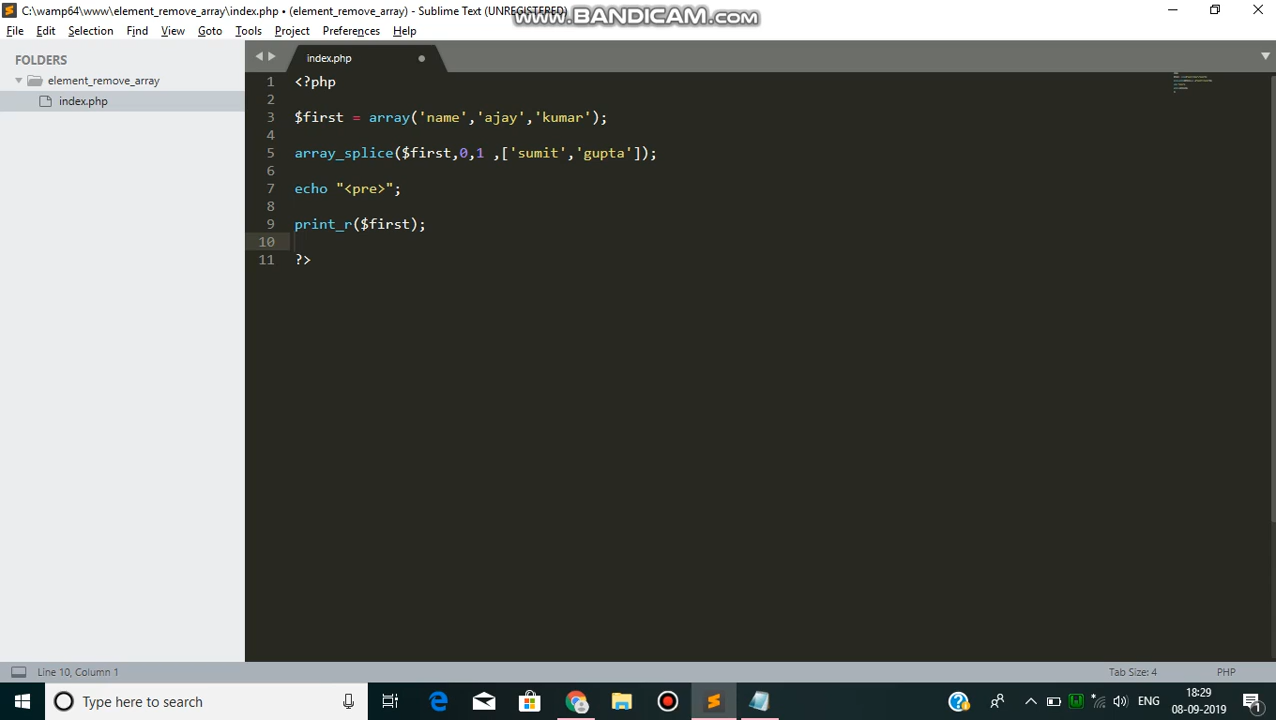 C:\wamp64\www\element_remove_array\index.php • (element_remove_array) - Sublime Text (UNREGISTERED)
www.BANDICAM.com
File Edit Selection Find View Goto Tools Project Preferences Help
FOLDERS
element_remove_array
index.php
index.php
1 <?php
2
3 $first = array('name','ajay','kumar');
4
5 array_splice($first,0,1 ,['sumit','gupta']);
6
7 echo "<pre>";
8
9 print_r($first);
10
11 ?>
Line 10, Column 1
Tab Size: 4
PHP
Type here to search
ENG
18:29
08-09-2019
1